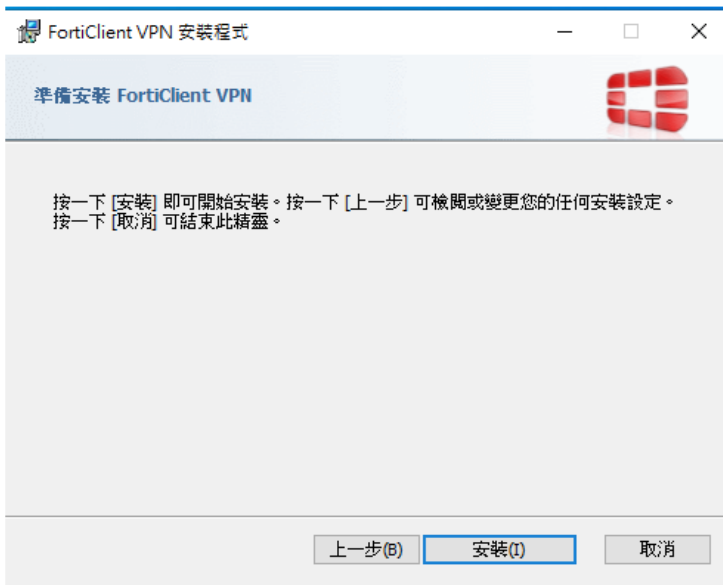 FortiClient VPN 安裝程式
準備安裝 FortiClient VPN
按一下 [安裝] 即可開始安裝。按一下 [上一步] 可檢閱或變更您的任何安裝設定。
按一下 [取消] 可結束此精靈。
上一步(B) 安裝(I) 取消